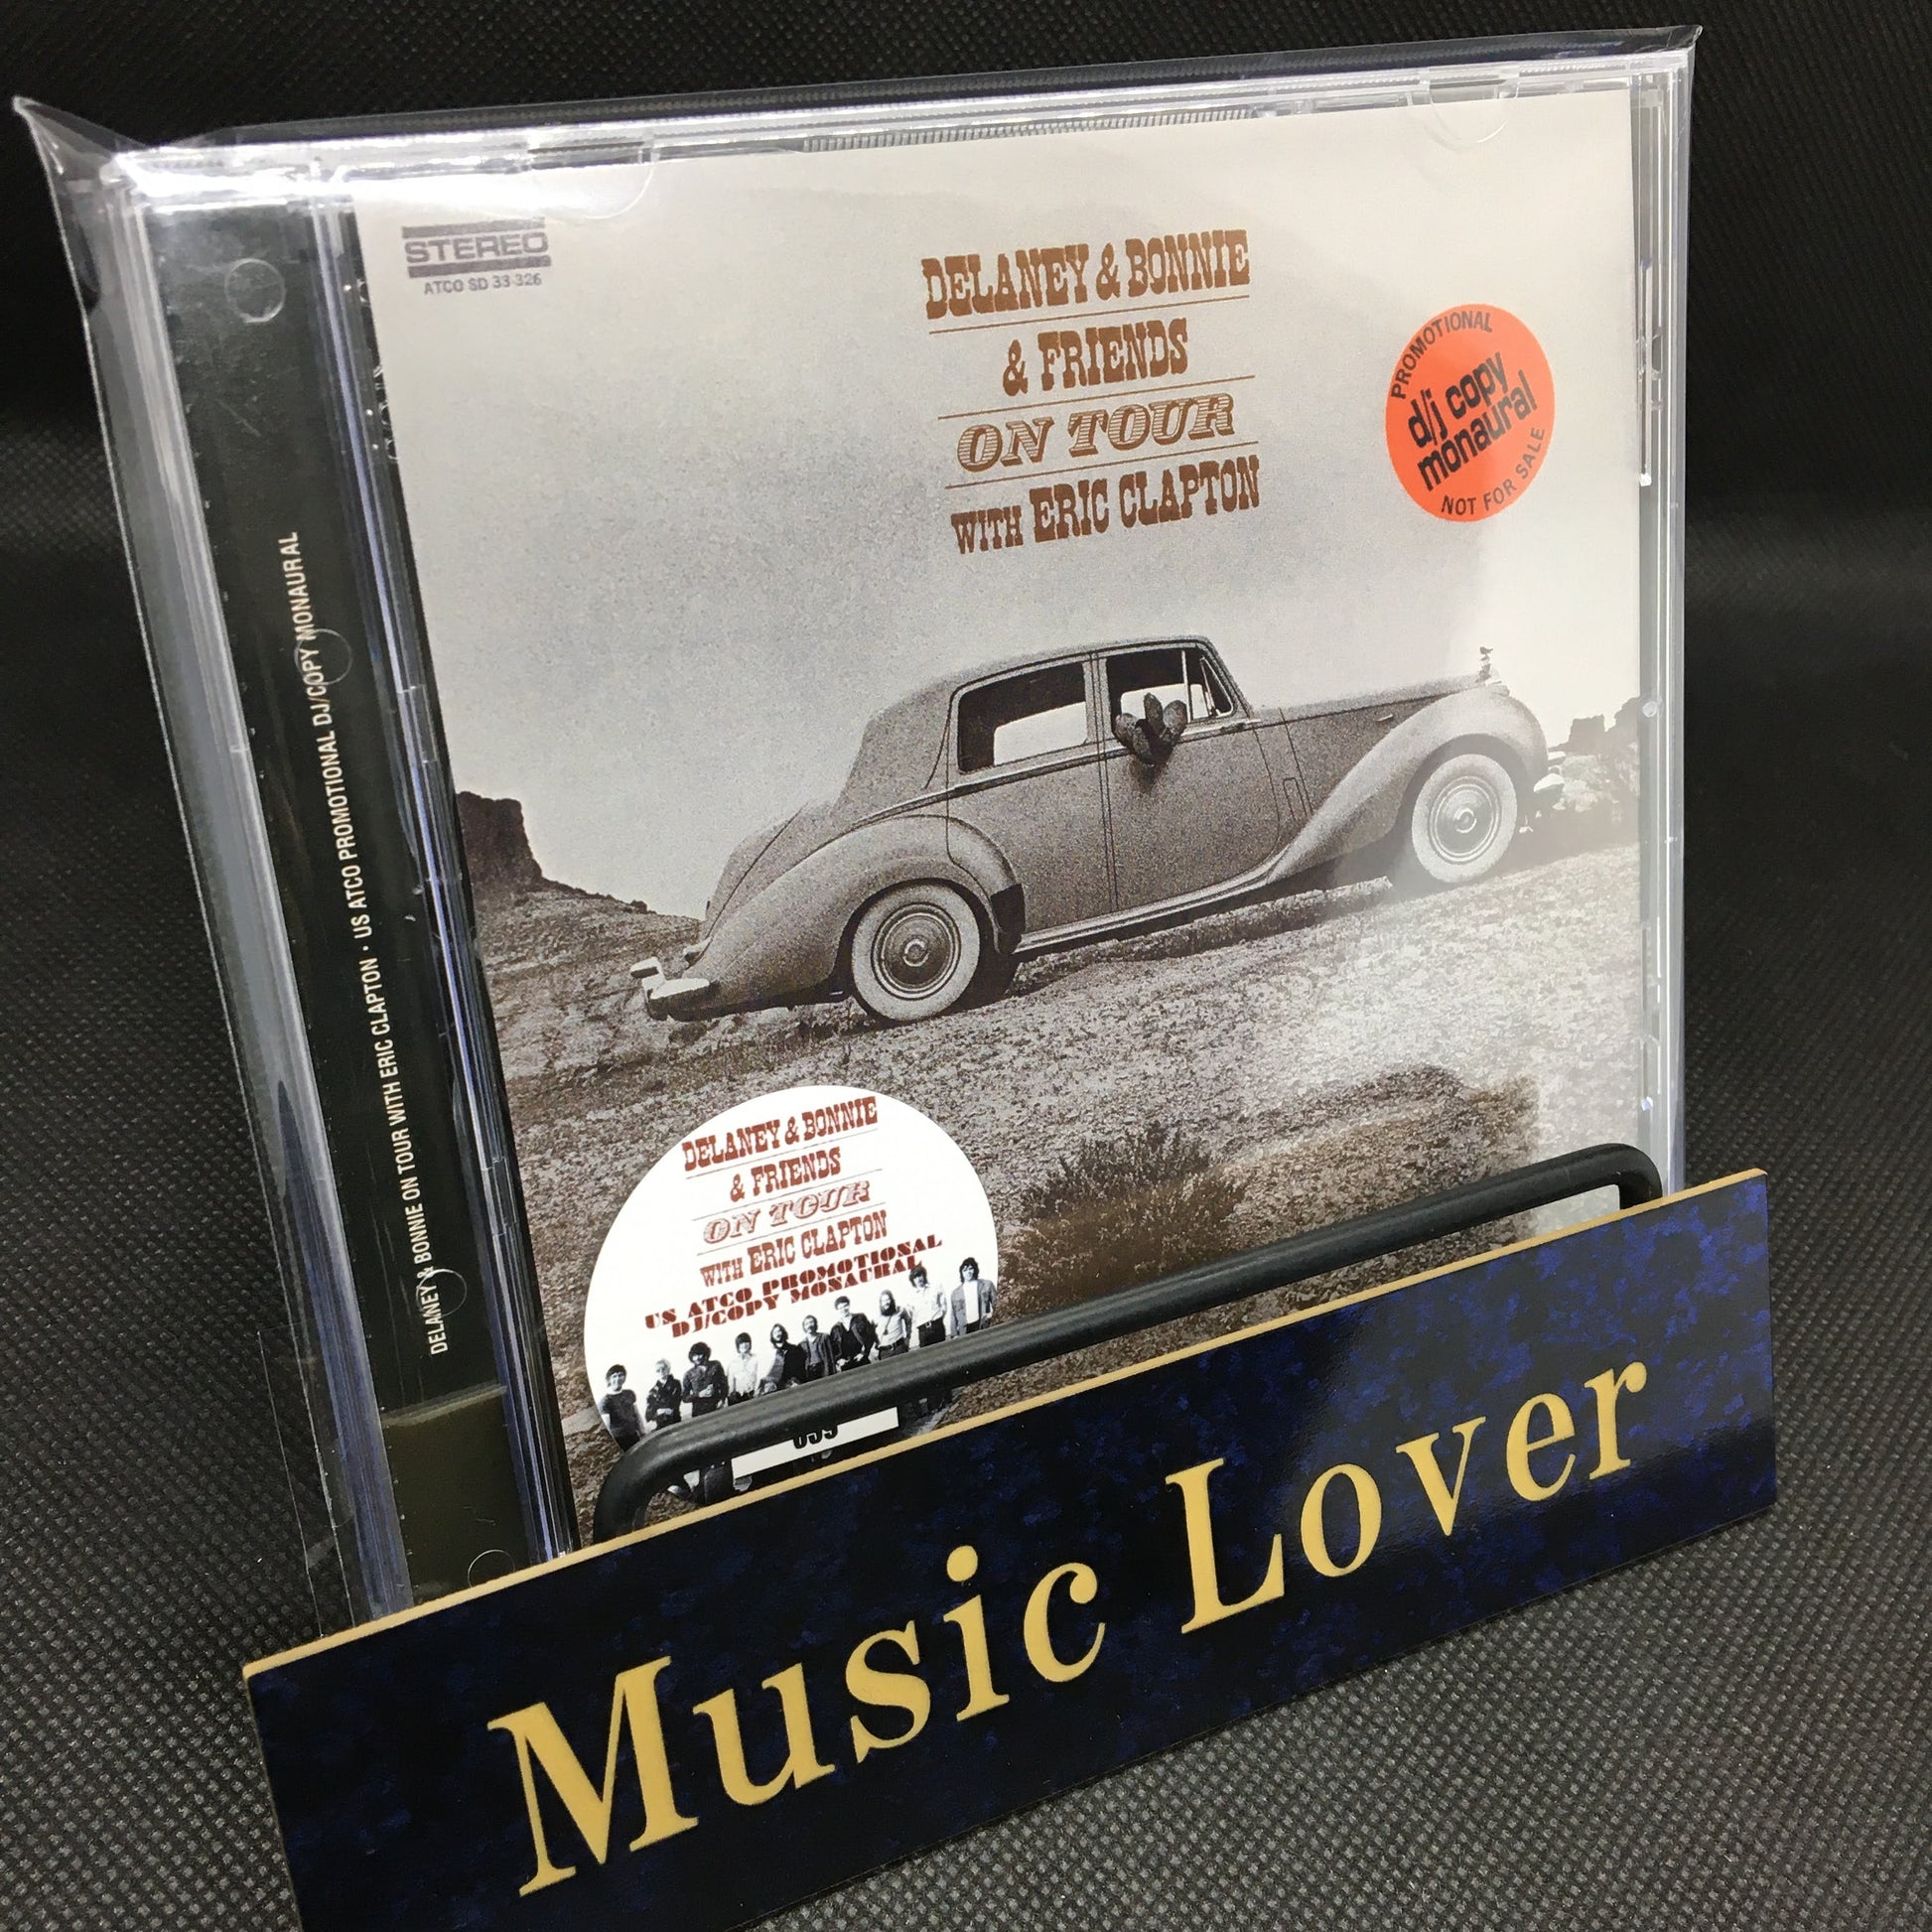 STEREO
ATCO SD 33-326
DELANEY & BONNIE
& FRIENDS
ON TOUR
WITH ERIC CLAPTON
PROMOTIONAL
d/j copy
monaural
NOT FOR SALE
DELANEY & BONNIE ON TOUR WITH ERIC CLAPTON · US ATCO PROMOTIONAL DJ/COPY MONAURAL
DELANEY & BONNIE
& FRIENDS
ON TOUR
WITH ERIC CLAPTON
US ATCO PROMOTIONAL
DJ/COPY MONAURAL
Music Lover